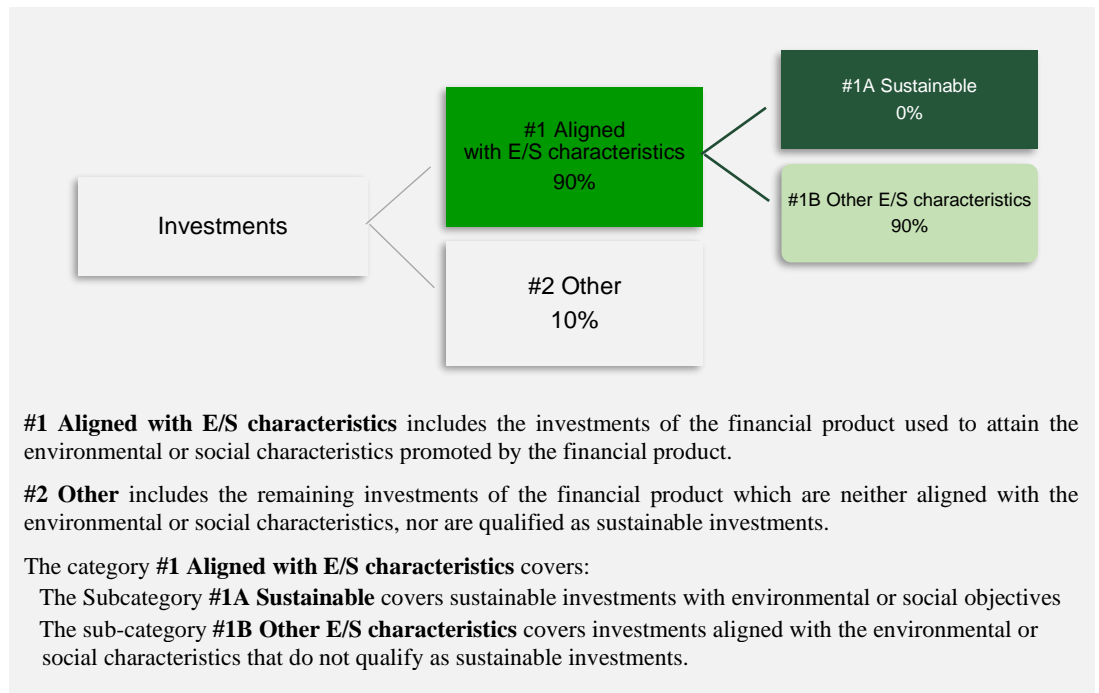 #1A Sustainable
0%
#1 Aligned
with E/S characteristics
90%
#1B Other E/S characteristics
90%
Investments
#2 Other
10%
#1 Aligned with E/S characteristics includes the investments of the financial product used to attain the
environmental or social characteristics promoted by the financial product.
#2 Other includes the remaining investments of the financial product which are neither aligned with the
environmental or social characteristics, nor are qualified as sustainable investments.
The category #1 Aligned with E/S characteristics covers:
The Subcategory #1A Sustainable covers sustainable investments with environmental or social objectives
The sub-category #1B Other E/S characteristics covers investments aligned with the environmental or
social characteristics that do not qualify as sustainable investments.